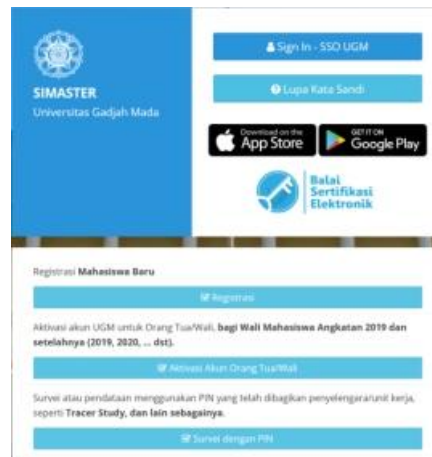 SIMASTER
Universitas Gadjah Mada
Sign In - SSO UGM
Lupa Kata Sandi
Download on the
App Store
GET IT ON
Google Play
Balai
Sertifikasi
Elektronik
Registrasi Mahasiswa Baru
Registrasi
Aktivasi akun UGM untuk Orang Tua/Wali, bagi Wali Mahasiswa Angkatan 2019 dan
setelahnya (2019, 2020, ... dst).
Aktivasi Akun Orang Tua/Wali
Survei atau pendataan menggunakan PIN yang telah dibagikan penyelengara/unit kerja,
seperti Tracer Study, dan lain sebagainya.
Survei dengan PIN